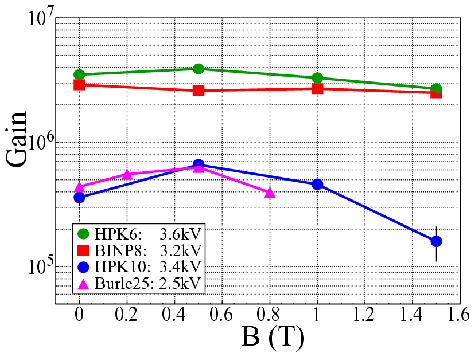 10^7
10^6
10^5
Gain
HPK6: 3.6kV
BINP8: 3.2kV
HPK10: 3.4kV
Burle25: 2.5kV
0 0.2 0.4 0.6 0.8 1 1.2 1.4 1.6
B (T)